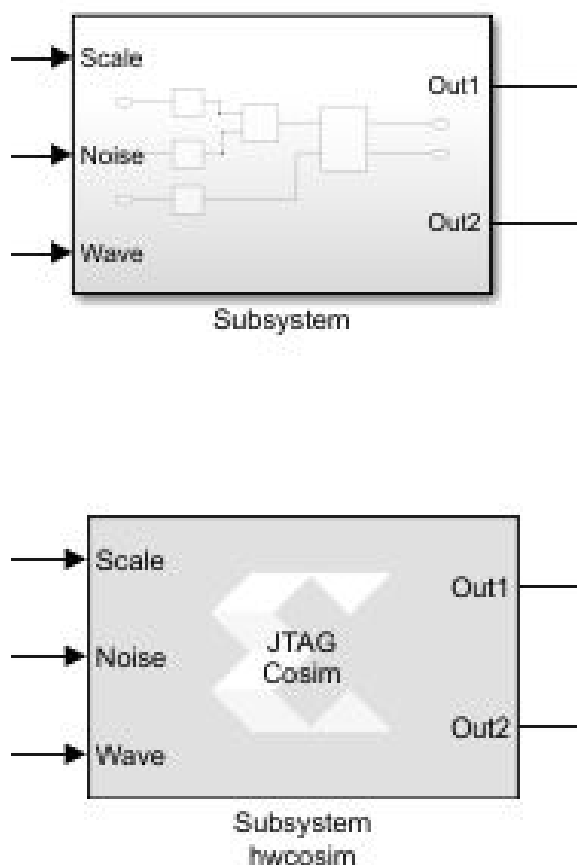 Scale
Out1
Noise
Out2
Wave
Subsystem
Scale
Out1
JTAG
Noise
Cosim
Out2
Wave
Subsystem
hwcosim